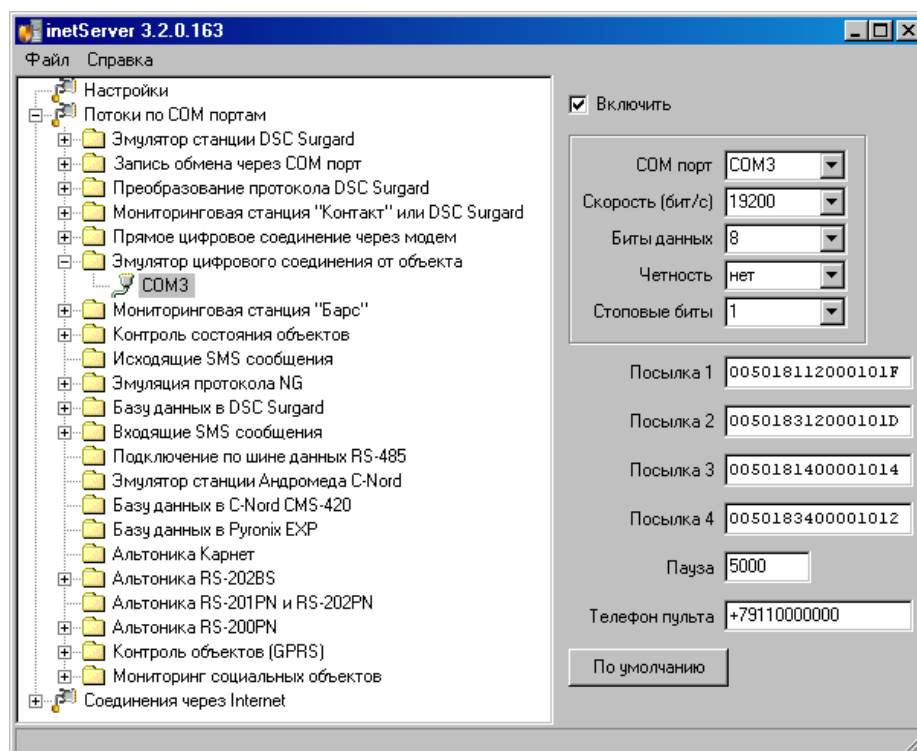 inetServer 3.2.0.163
Файл Справка
Настройки
Потоки по COM портам
Эмулятор станции DSC Surgard
Запись обмена через COM порт
Преобразование протокола DSC Surgard
Мониторинговая станция "Контакт" или DSC Surgard
Прямое цифровое соединение через модем
Эмулятор цифрового соединения от объекта
COM3
Мониторинговая станция "Барс"
Контроль состояния объектов
Исходящие SMS сообщения
Эмуляция протокола NG
Базу данных в DSC Surgard
Входящие SMS сообщения
Подключение по шине данных RS-485
Эмулятор станции Андромеда C-Nord
Базу данных в C-Nord CMS-420
Базу данных в Pyronix EXP
Альтоника Карнет
Альтоника RS-202BS
Альтоника RS-201PN и RS-202PN
Альтоника RS-200PN
Контроль объектов (GPRS)
Мониторинг социальных объектов
Соединения через Internet
Включить
COM порт COM3
Скорость (бит/с) 19200
Биты данных 8
Четность нет
Стоповые биты 1
Посылка 1 005018112000101F
Посылка 2 005018312000101D
Посылка 3 0050181400001014
Посылка 4 0050183400001012
Пауза 5000
Телефон пульта +79110000000
По умолчанию